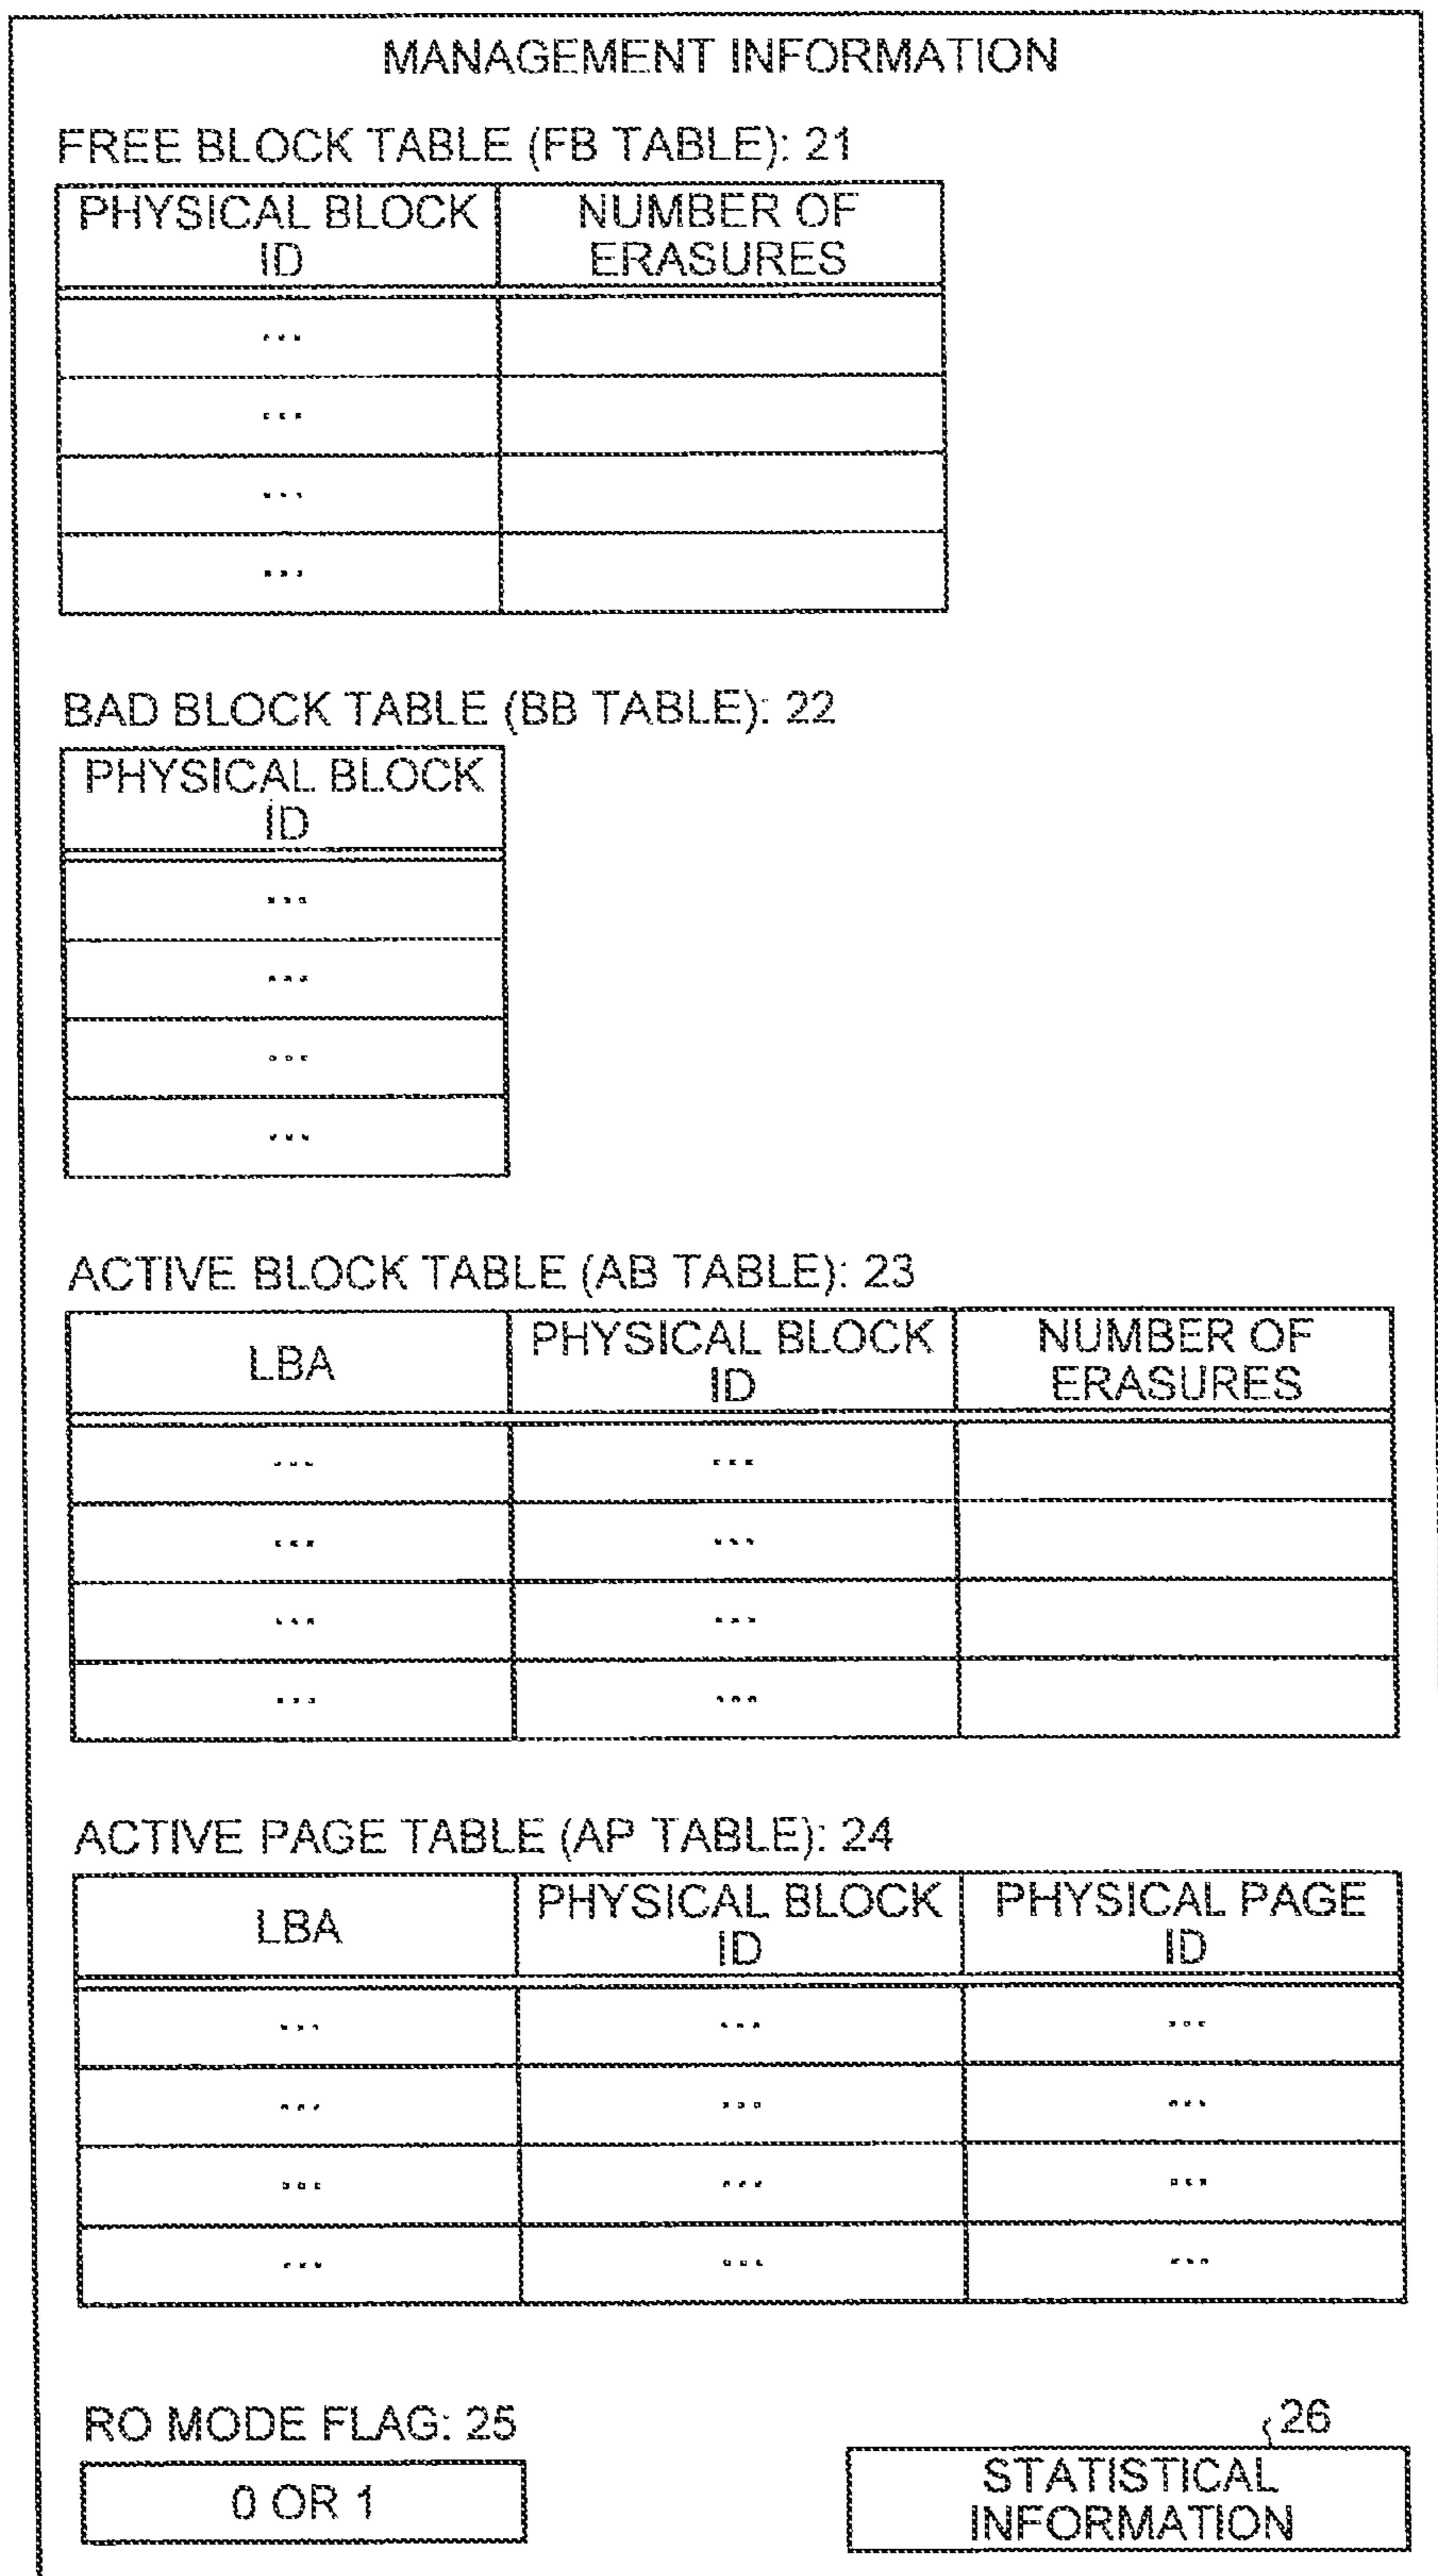 MANAGEMENT INFORMATION
FREE BLOCK TABLE (FB TABLE): 21
PHYSICAL BLOCK ID
NUMBER OF ERASURES
...
...
...
...
BAD BLOCK TABLE (BB TABLE): 22
PHYSICAL BLOCK ID
...
...
...
...
ACTIVE BLOCK TABLE (AB TABLE): 23
LBA
PHYSICAL BLOCK ID
NUMBER OF ERASURES
... ...
... ...
... ...
... ...
ACTIVE PAGE TABLE (AP TABLE): 24
LBA
PHYSICAL BLOCK ID
PHYSICAL PAGE ID
... ... ...
... ... ...
... ... ...
... ... ...
RO MODE FLAG: 25
0 OR 1
26
STATISTICAL
INFORMATION